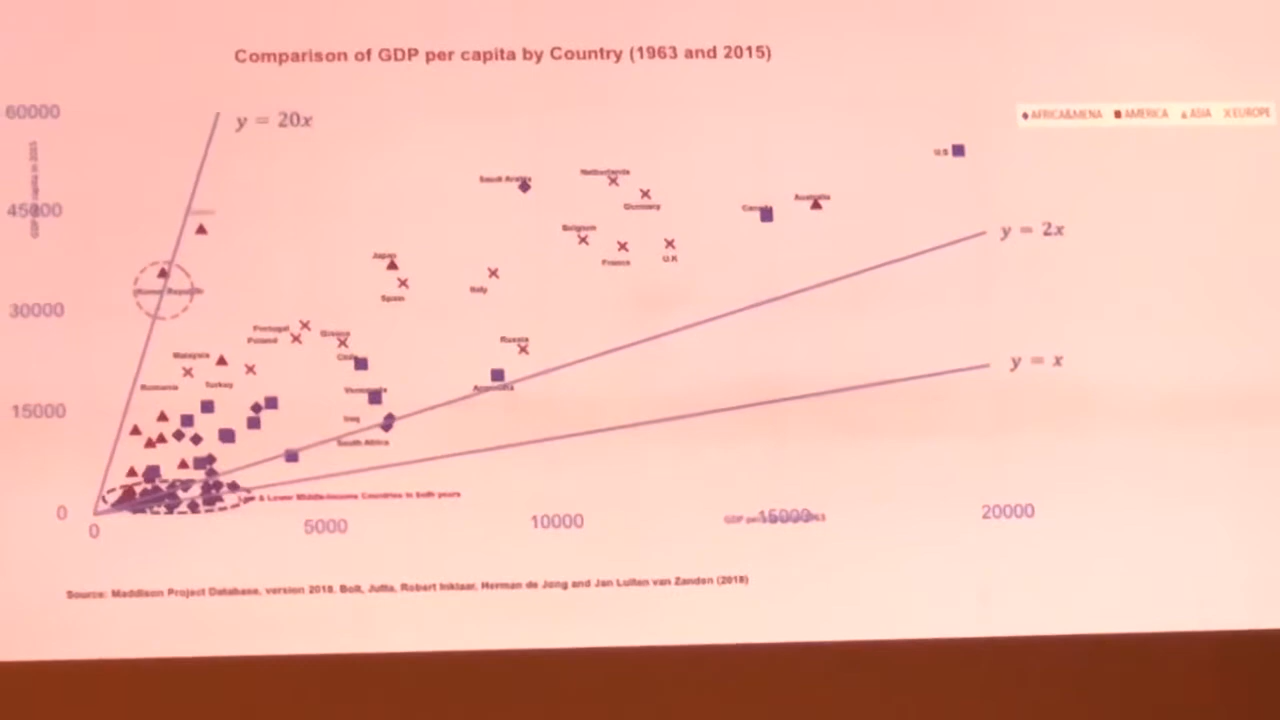 Comparison of GDP per capita by Country (1963 and 2015)
60000
y = 20x
◆AFRICA&MENA ■AMERICA ▲ASIA XEUROPE
U.S
Netherlands
Saudi Arabia
Germany
Canada
Australia
45000
Belgium
France
U.K
y = 2x
Japan
Spain
Italy
30000
Portugal
Poland
Greece
Russia
Malaysia
Chile
y = x
Romania
Turkey
Venezuela
Argentina
15000
Iraq
South Africa
Low & Lower Middle-Income Countries in both years
0
0
5000
10000
15000
20000
Source: Maddison Project Database, version 2018. Bolt, Jutta, Robert Inklaar, Herman de Jong and Jan Luiten van Zanden (2018)